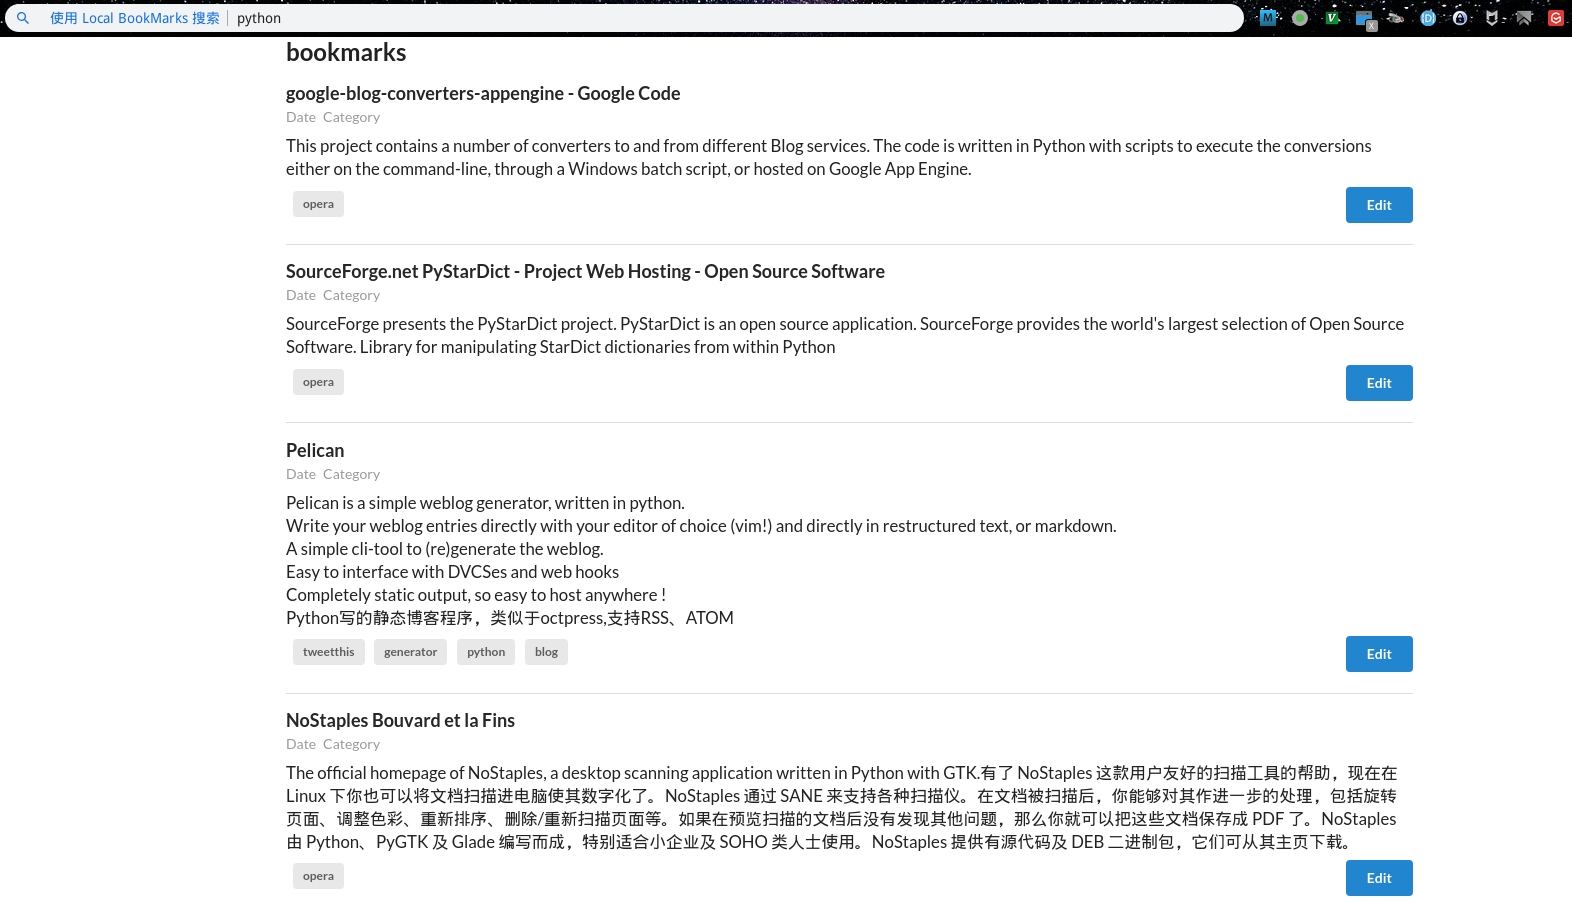 使用 Local BookMarks 搜索 python
bookmarks
google-blog-converters-appengine - Google Code
Date Category
This project contains a number of converters to and from different Blog services. The code is written in Python with scripts to execute the conversions
either on the command-line, through a Windows batch script, or hosted on Google App Engine.
opera
Edit
SourceForge.net PyStarDict - Project Web Hosting - Open Source Software
Date Category
SourceForge presents the PyStarDict project. PyStarDict is an open source application. SourceForge provides the world's largest selection of Open Source
Software. Library for manipulating StarDict dictionaries from within Python
opera
Edit
Pelican
Date Category
Pelican is a simple weblog generator, written in python.
Write your weblog entries directly with your editor of choice (vim!) and directly in restructured text, or markdown.
A simple cli-tool to (re)generate the weblog.
Easy to interface with DVCSes and web hooks
Completely static output, so easy to host anywhere !
Python写的静态博客程序，类似于octpress,支持RSS、ATOM
tweetthis generator python blog
Edit
NoStaples Bouvard et la Fins
Date Category
The official homepage of NoStaples, a desktop scanning application written in Python with GTK.有了 NoStaples 这款用户友好的扫描工具的帮助，现在在
Linux 下你也可以将文档扫描进电脑使其数字化了。NoStaples 通过 SANE 来支持各种扫描仪。在文档被扫描后，你能够对其作进一步的处理，包括旋转
页面、调整色彩、重新排序、删除/重新扫描页面等。如果在预览扫描的文档后没有发现其他问题，那么你就可以把这些文档保存成 PDF 了。NoStaples
由 Python、PyGTK 及 Glade 编写而成，特别适合小企业及 SOHO 类人士使用。NoStaples 提供有源代码及 DEB 二进制包，它们可从其主页下载。
opera
Edit